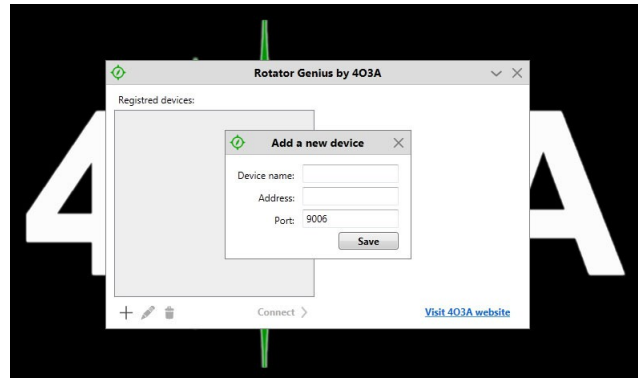 4 A
Rotator Genius by 4O3A
Registred devices:
Add a new device
Device name:
Address:
Port: 9006
Save
Connect
Visit 4O3A website